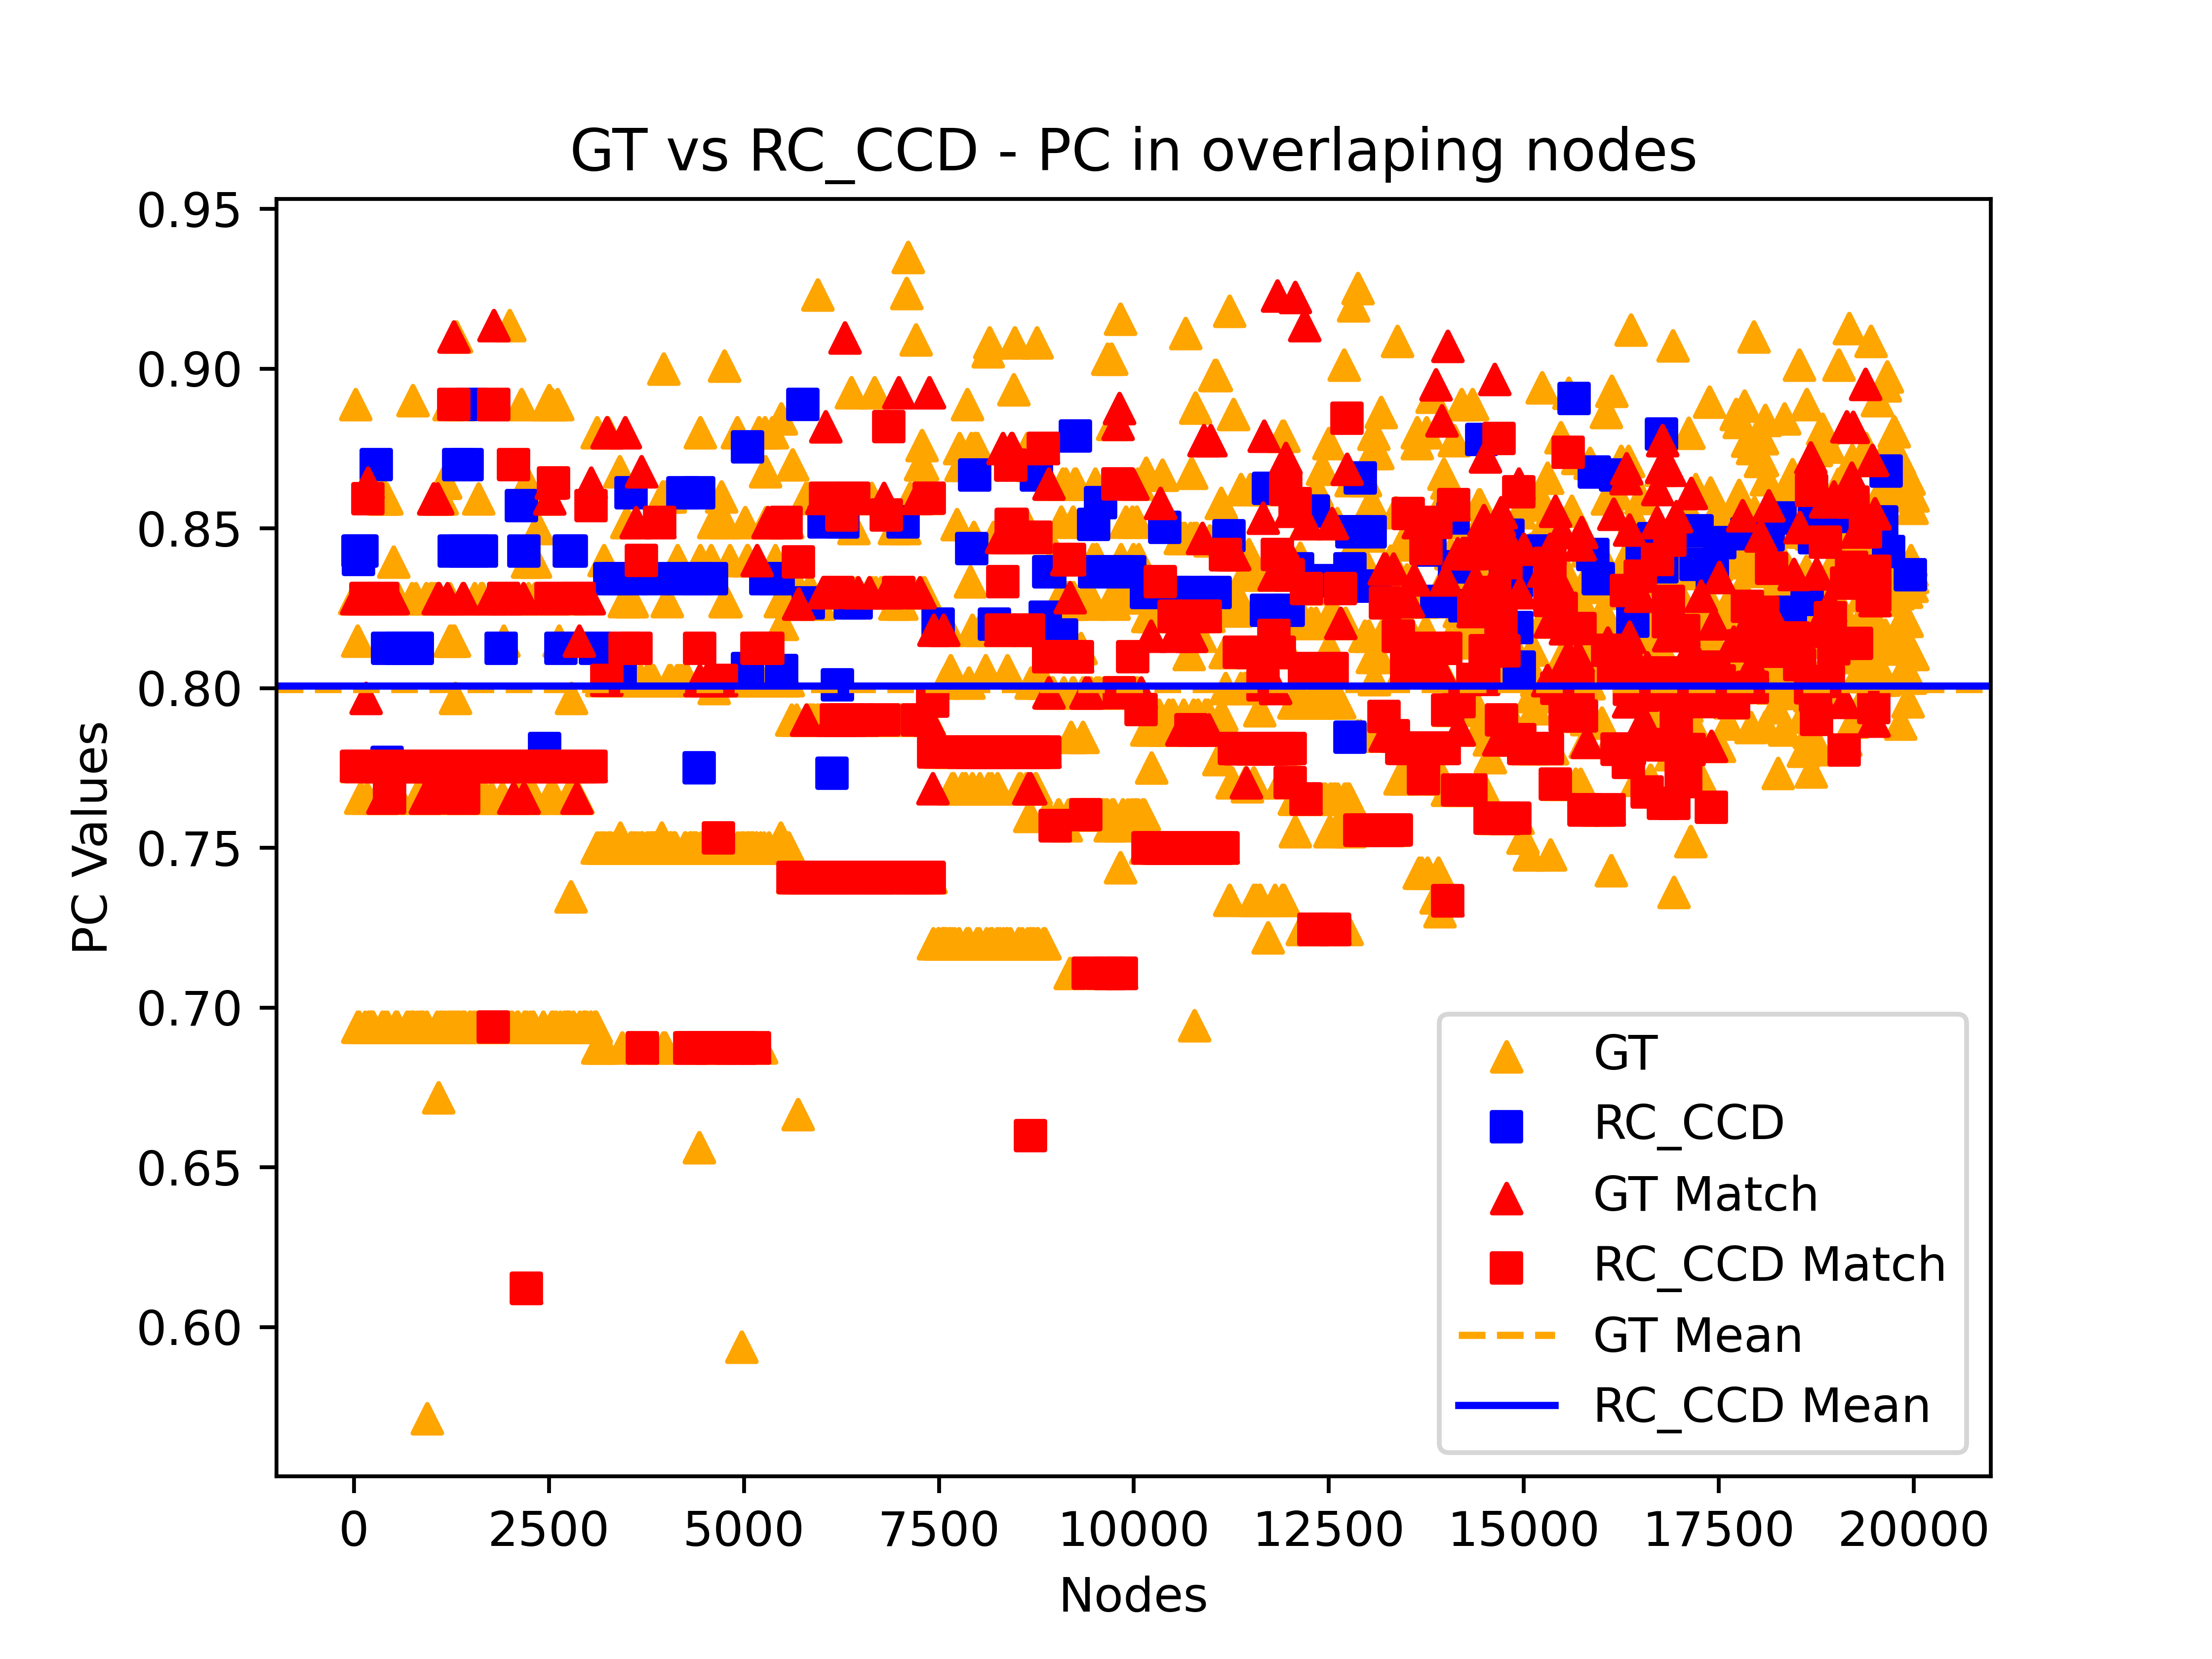 GT vs RC_CCD - PC in overlaping nodes
PC Values
0.95
0.90
0.85
0.80
0.75
0.70
0.65
0.60
GT
RC_CCD
GT Match
RC_CCD Match
GT Mean
RC_CCD Mean
0 2500 5000 7500 10000 12500 15000 17500 20000
Nodes